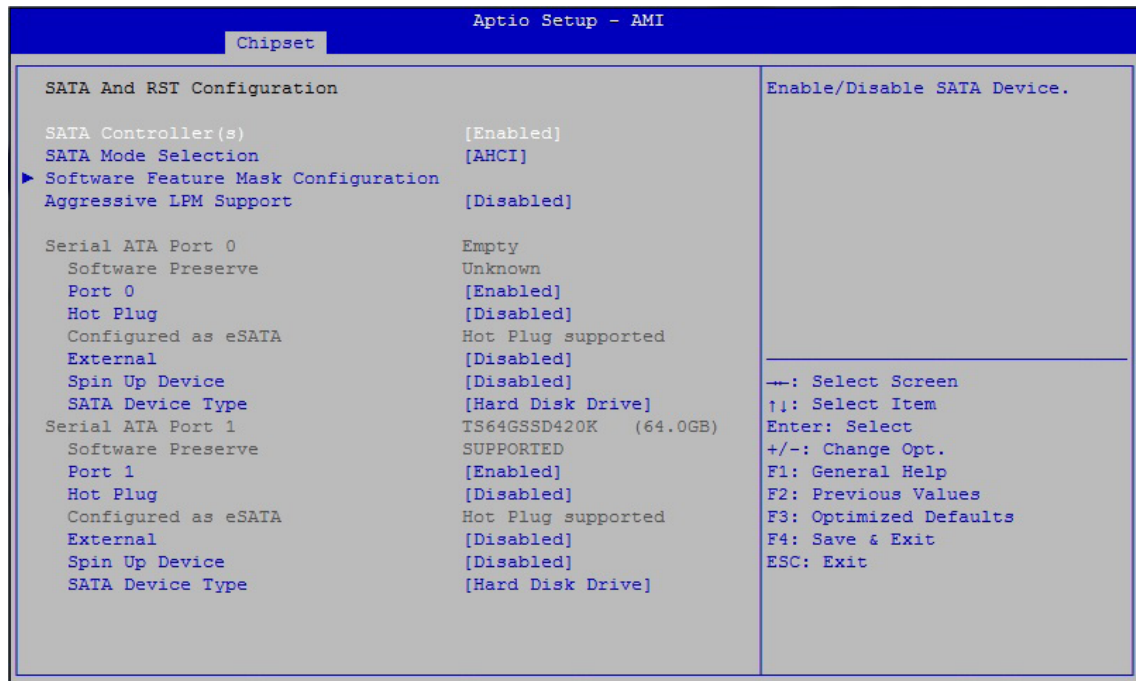 Aptio Setup - AMI
Chipset
SATA And RST Configuration
SATA Controller(s) [Enabled]
SATA Mode Selection [AHCI]
► Software Feature Mask Configuration
Aggressive LPM Support [Disabled]
Serial ATA Port 0 Empty
Software Preserve Unknown
Port 0 [Enabled]
Hot Plug [Disabled]
Configured as eSATA Hot Plug supported
External [Disabled]
Spin Up Device [Disabled]
SATA Device Type [Hard Disk Drive]
Serial ATA Port 1 TS64GSSD420K (64.0GB)
Software Preserve SUPPORTED
Port 1 [Enabled]
Hot Plug [Disabled]
Configured as eSATA Hot Plug supported
External [Disabled]
Spin Up Device [Disabled]
SATA Device Type [Hard Disk Drive]
Enable/Disable SATA Device.
→←: Select Screen
↑↓: Select Item
Enter: Select
+/-: Change Opt.
F1: General Help
F2: Previous Values
F3: Optimized Defaults
F4: Save & Exit
ESC: Exit